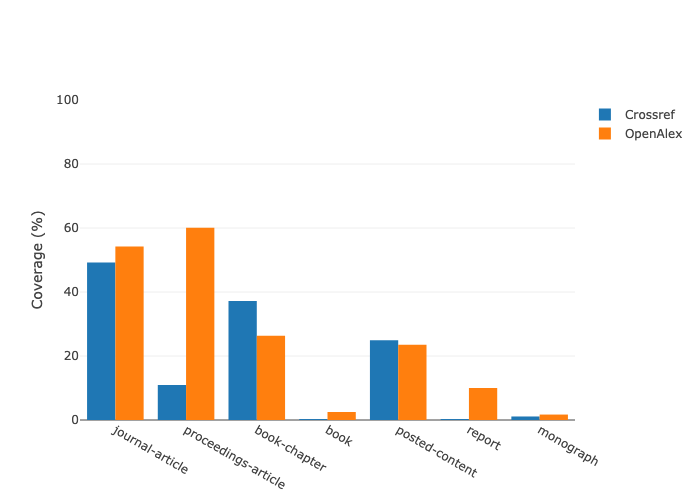 100
80
60
40
20
0
Coverage (%)
journal-article
proceedings-article
book-chapter
book
posted-content
report
monograph
Crossref
OpenAlex